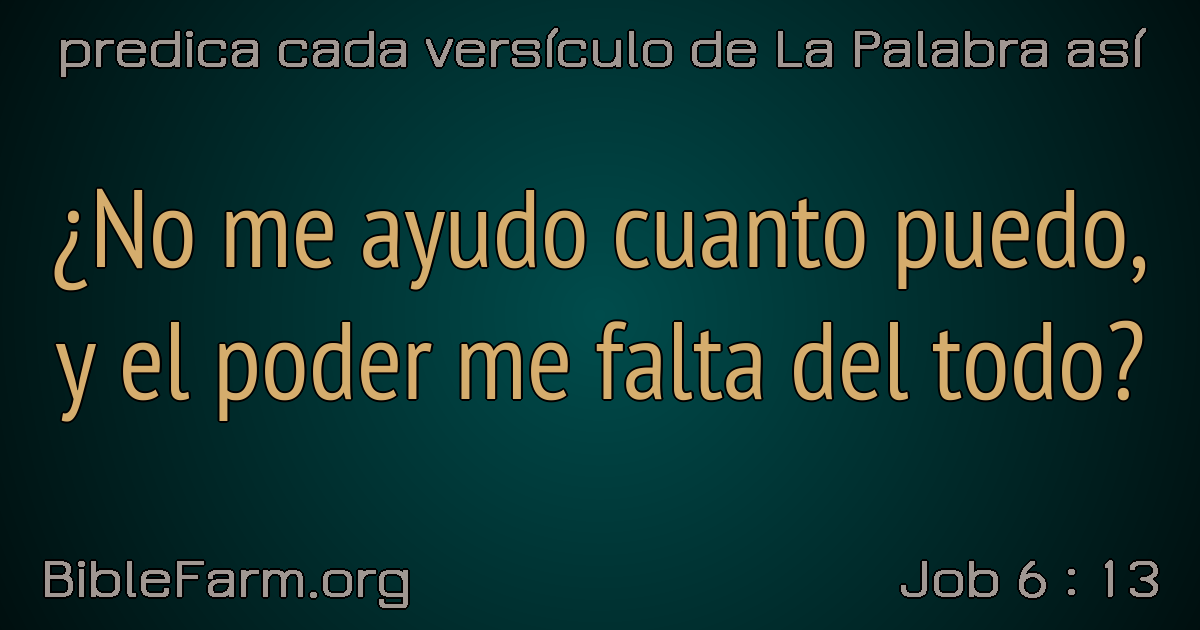 predica cada versículo de La Palabra así
¿No me ayudo cuanto puedo,
y el poder me falta del todo?
BibleFarm.org
Job 6 : 13